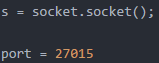 s = socket.socket();
port = 27015